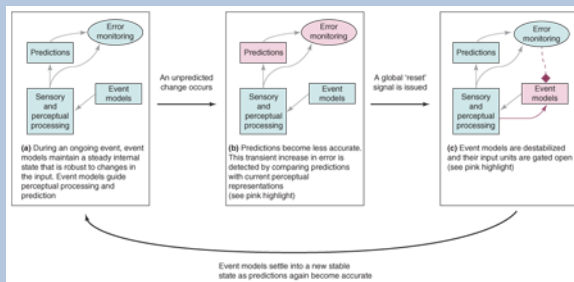 Error
monitoring
Predictions
Sensory
and
perceptual
processing
Event
models
(a) During an ongoing event, event
models maintain a steady internal
state that is robust to changes in
the input. Event models guide
perceptual processing and
prediction
An unpredicted
change occurs
Error
monitoring
Predictions
Sensory
and
perceptual
processing
Event
models
(b) Predictions become less accurate.
This transient increase in error is
detected by comparing predictions
with current perceptual
representations
(see pink highlight)
A global 'reset'
signal is issued
Error
monitoring
Predictions
Sensory
and
perceptual
processing
Event
models
(c) Event models are destabilized
and their input units are gated open
(see pink highlight)
Event models settle into a new stable
state as predictions again become accurate